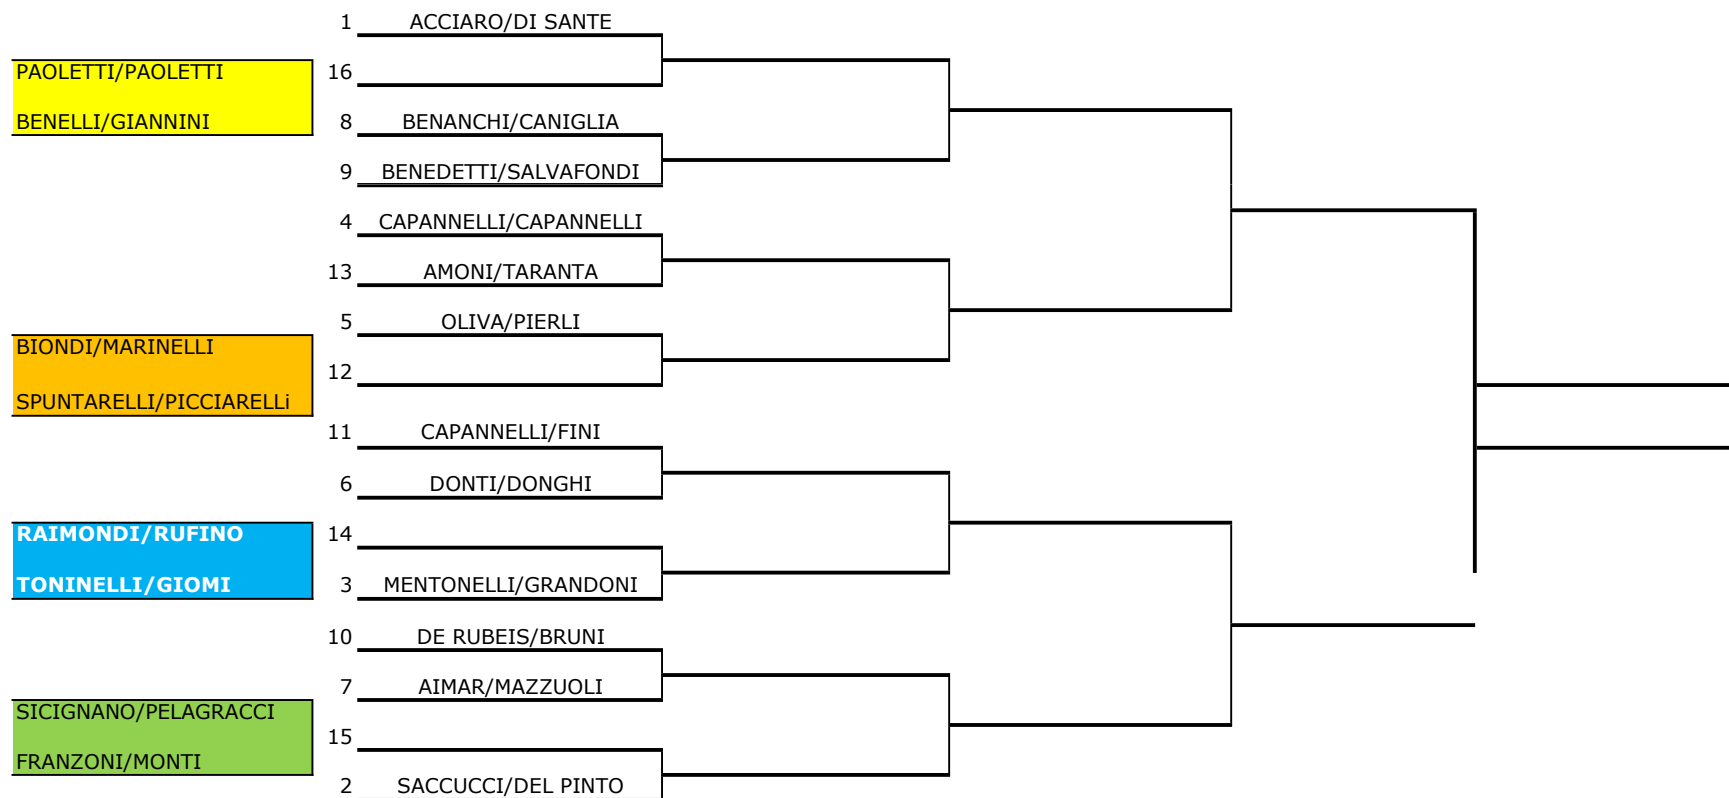 1 ACCIARO/DI SANTE
PAOLETTI/PAOLETTI 16
BENELLI/GIANNINI 8 BENANCHI/CANIGLIA
9 BENEDETTI/SALVAFONDI
4 CAPANNELLI/CAPANNELLI
13 AMONI/TARANTA
5 OLIVA/PIERLI
BIONDI/MARINELLI
12
SPUNTARELLI/PICCIARELLi
11 CAPANNELLI/FINI
6 DONTI/DONGHI
RAIMONDI/RUFINO 14
TONINELLI/GIOMI 3 MENTONELLI/GRANDONI
10 DE RUBEIS/BRUNI
7 AIMAR/MAZZUOLI
SICIGNANO/PELAGRACCI
15
FRANZONI/MONTI
2 SACCUCCI/DEL PINTO